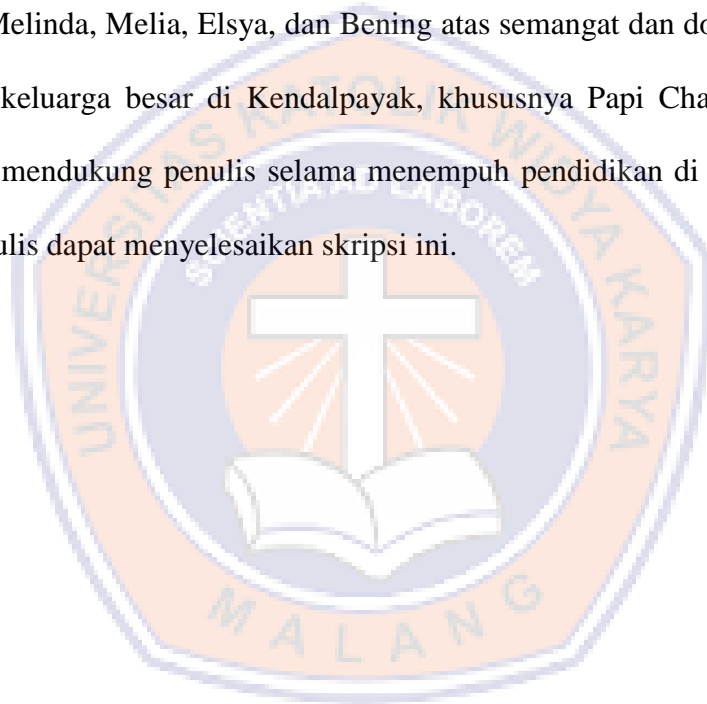 Melinda, Melia, Elsya, dan Bening atas semangat dan do
keluarga besar di Kendalpayak, khususnya Papi Cha
mendukung penulis selama menempuh pendidikan di
ulis dapat menyelesaikan skripsi ini.
UNIVERSITAS KATOLIK WIDYA KARYA
SCIENTIA AD LABOREM
MALANG